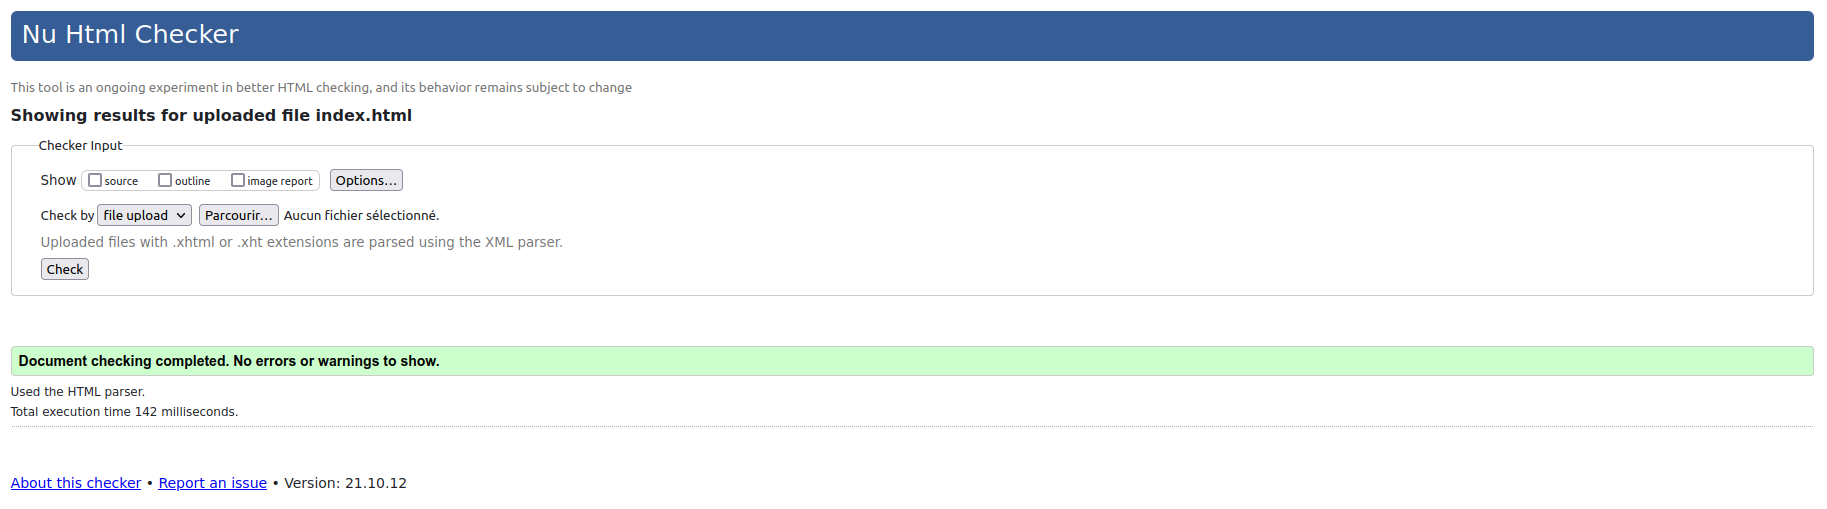 Nu Html Checker
This tool is an ongoing experiment in better HTML checking, and its behavior remains subject to change
Showing results for uploaded file index.html
Checker Input
Show source outline image report Options...
Check by file upload Parcourir... Aucun fichier sélectionné.
Uploaded files with .xhtml or .xht extensions are parsed using the XML parser.
Check
Document checking completed. No errors or warnings to show.
Used the HTML parser.
Total execution time 142 milliseconds.
About this checker • Report an issue • Version: 21.10.12